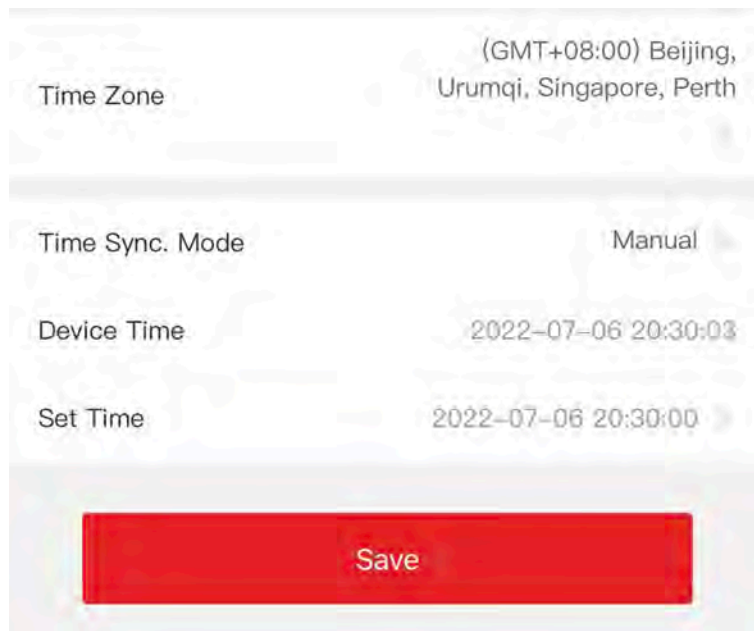 (GMT+08:00) Beijing,
Time Zone
Urumqi, Singapore, Perth
Time Sync. Mode Manual
Device Time 2022-07-06 20:30:03
Set Time 2022-07-06 20:30:00
Save